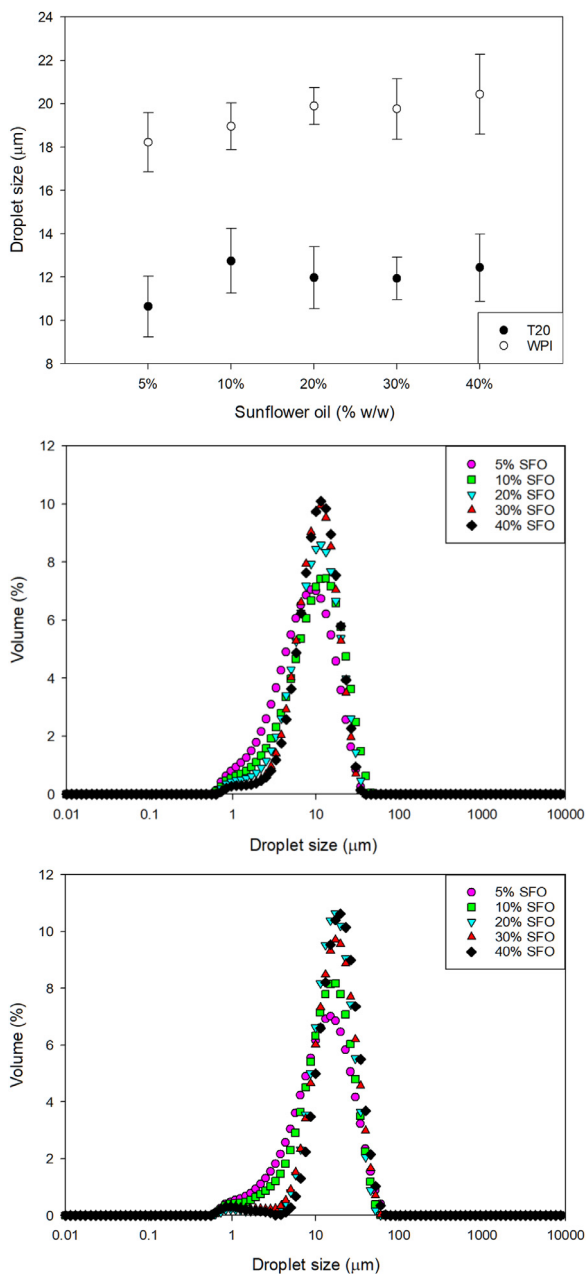 24
22
20
18
16
14
12
10
8
Droplet size (μm)
T20
WPI
5% 10% 20% 30% 40%
Sunflower oil (% w/w)
12
10
8
6
4
2
0
Volume (%)
5% SFO
10% SFO
20% SFO
30% SFO
40% SFO
0.01 0.1 1 10 100 1000 10000
Droplet size (μm)
12
10
8
6
4
2
0
Volume (%)
5% SFO
10% SFO
20% SFO
30% SFO
40% SFO
0.01 0.1 1 10 100 1000 10000
Droplet size (μm)